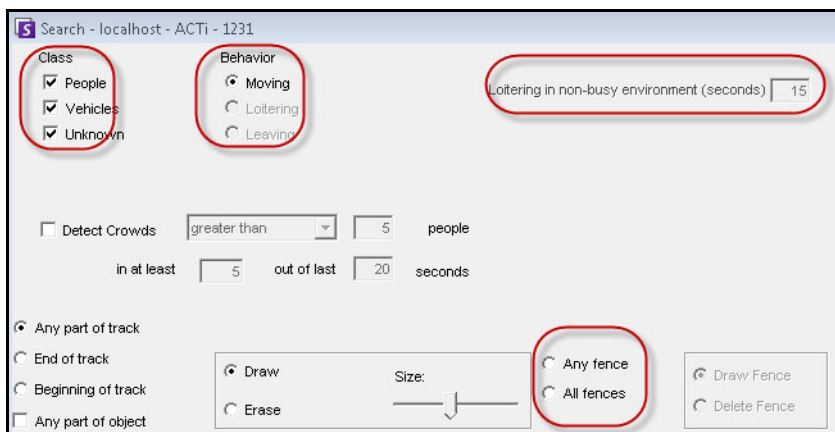 Search - localhost - ACTi - 1231
Class
Behavior
People
Moving
Loitering in non-busy environment (seconds) 15
Vehicles
Loitering
Unknown
Leaving
Detect Crowds greater than 5 people
in at least 5 out of last 20 seconds
Any part of track
End of track
Beginning of track
Any part of object
Draw
Erase
Size:
Any fence
All fences
Draw Fence
Delete Fence